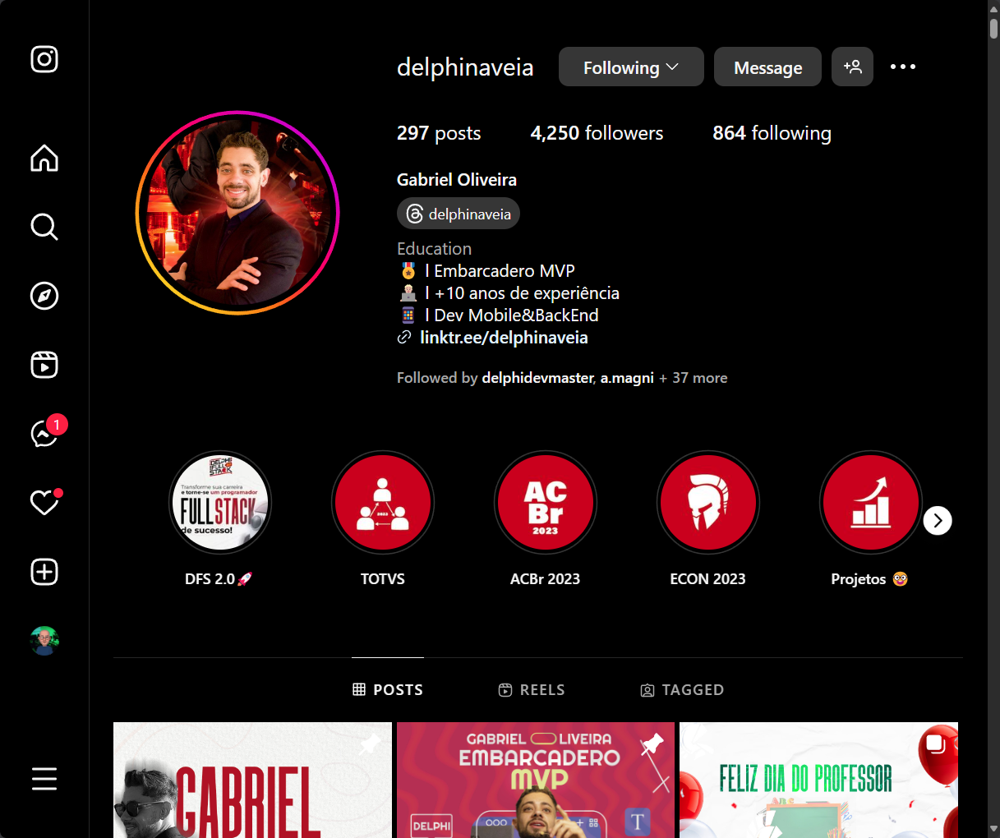 delphinaveia
Following
Message
297 posts
4,250 followers
864 following
Gabriel Oliveira
delphinaveia
Education
🏅 | Embarcadero MVP
👨🏼‍💻 | +10 anos de experiência
📱 | Dev Mobile&BackEnd
linktr.ee/delphinaveia
Followed by delphidevmaster, a.magni + 37 more
1
DELPHI
FULL
STACK
Transforme sua carreira
e torne-se um programador
FULL STACK
de sucesso!
2023
AC
Br
2023
DFS 2.0🚀
TOTVS
ACBr 2023
ECON 2023
Projetos 🤓
POSTS
REELS
TAGGED
GABRIEL
GABRIEL OLIVEIRA
EMBARCADERO
MVP
DELPHI
T
FELIZ DIA DO PROFESSOR